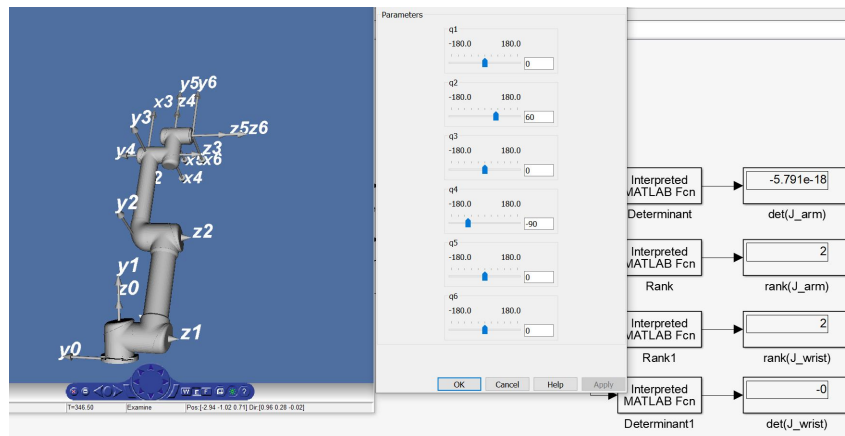 y5y6
x3 z4
y3
z5z6
y4
z3
x6
2
x4
y2
z2
y1
z0
z1
y0
T=346.50 Examine Pos:[-2.94 -1.02 0.71] Dir:[0.96 0.28 -0.02]
Parameters
q1
-180.0 180.0
0
q2
-180.0 180.0
60
q3
-180.0 180.0
0
q4
-180.0 180.0
-90
q5
-180.0 180.0
0
q6
-180.0 180.0
0
OK Cancel Help Apply
Interpreted
MATLAB Fcn
Determinant
-5.791e-18
det(J_arm)
Interpreted
MATLAB Fcn
Rank
2
rank(J_arm)
Interpreted
MATLAB Fcn
Rank1
2
rank(J_wrist)
Interpreted
MATLAB Fcn
Determinant1
-0
det(J_wrist)